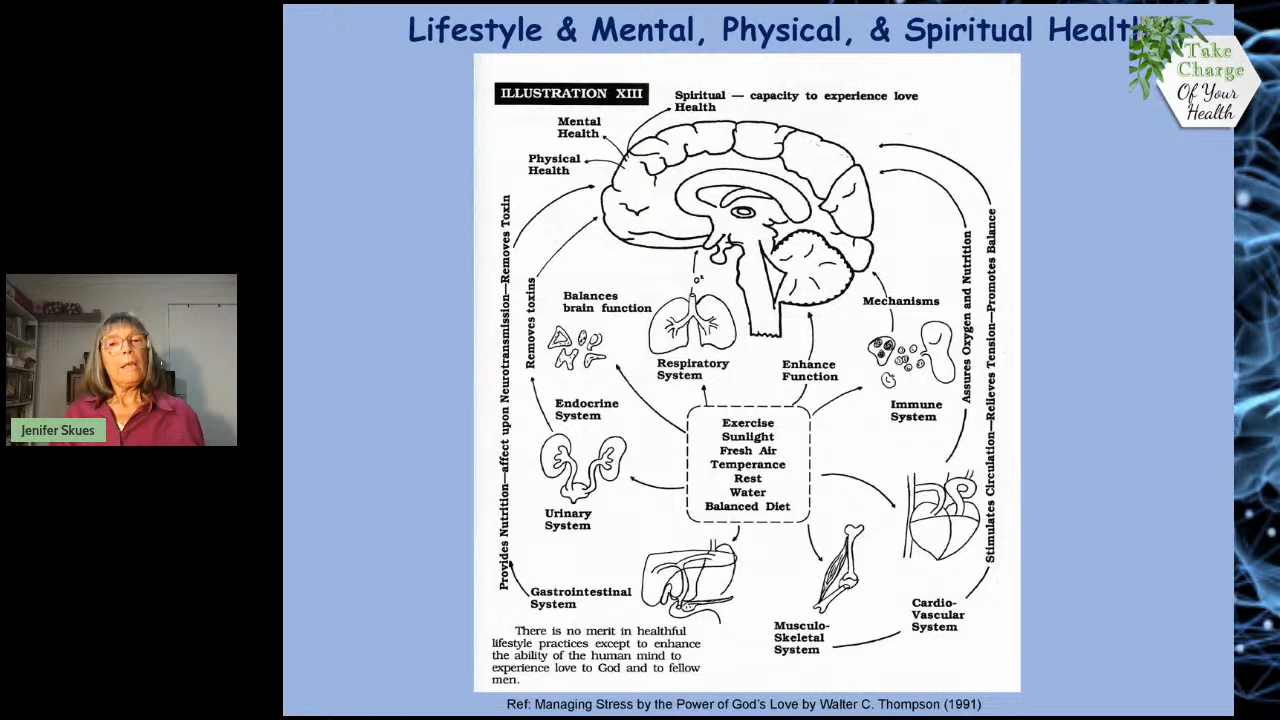 Lifestyle & Mental, Physical, & Spiritual Health
Take
Charge
Of Your
Health
ILLUSTRATION XIII
Spiritual — capacity to experience love
Health
Mental
Health
Physical
Health
Provides Nutrition—affect upon Neurotransmission—Removes Toxin
Removes toxins
Balances
brain function
Endocrine
System
Respiratory
System
Enhance
Function
Mechanisms
Immune
System
Assures Oxygen and Nutrition
Stimulates Circulation—Relieves Tension—Promotes Balance
Exercise
Sunlight
Fresh Air
Temperance
Rest
Water
Balanced Diet
Urinary
System
Gastrointestinal
System
Musculo-
Skeletal
System
Cardio-
Vascular
System
There is no merit in healthful
lifestyle practices except to enhance
the ability of the human mind to
experience love to God and to fellow
men.
Ref: Managing Stress by the Power of God's Love by Walter C. Thompson (1991)
Jenifer Skues